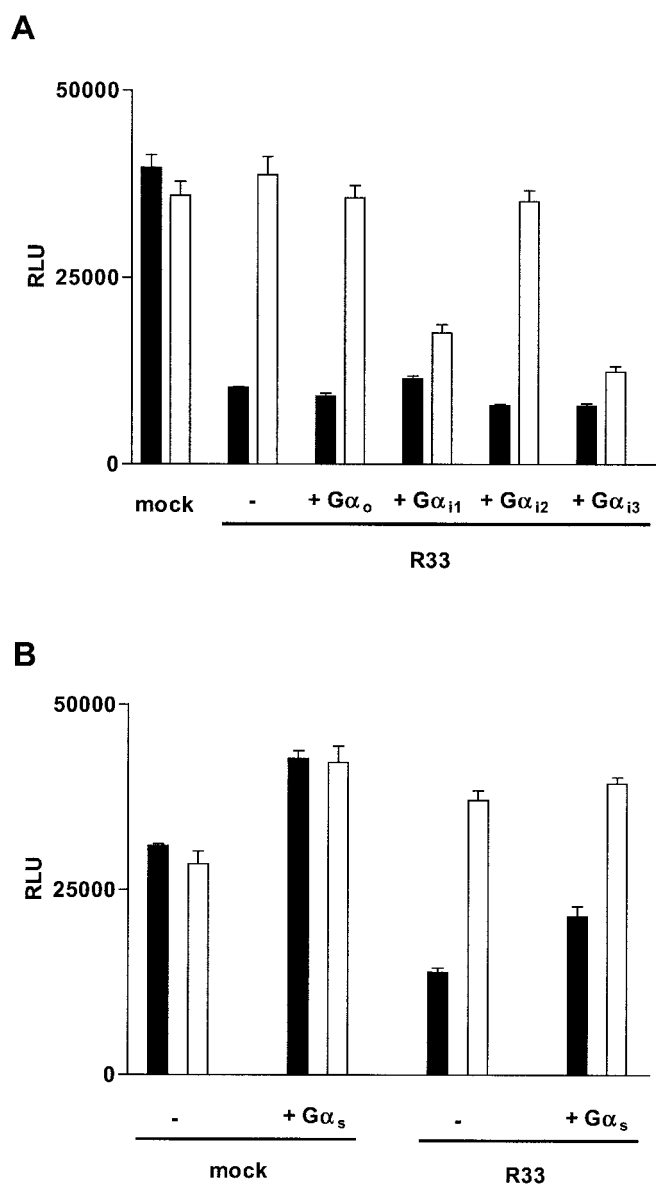 A
50000
25000
0
RLU
mock - + Gαo + Gαi1 + Gαi2 + Gαi3
R33
B
50000
25000
0
RLU
- + Gαs - + Gαs
mock R33